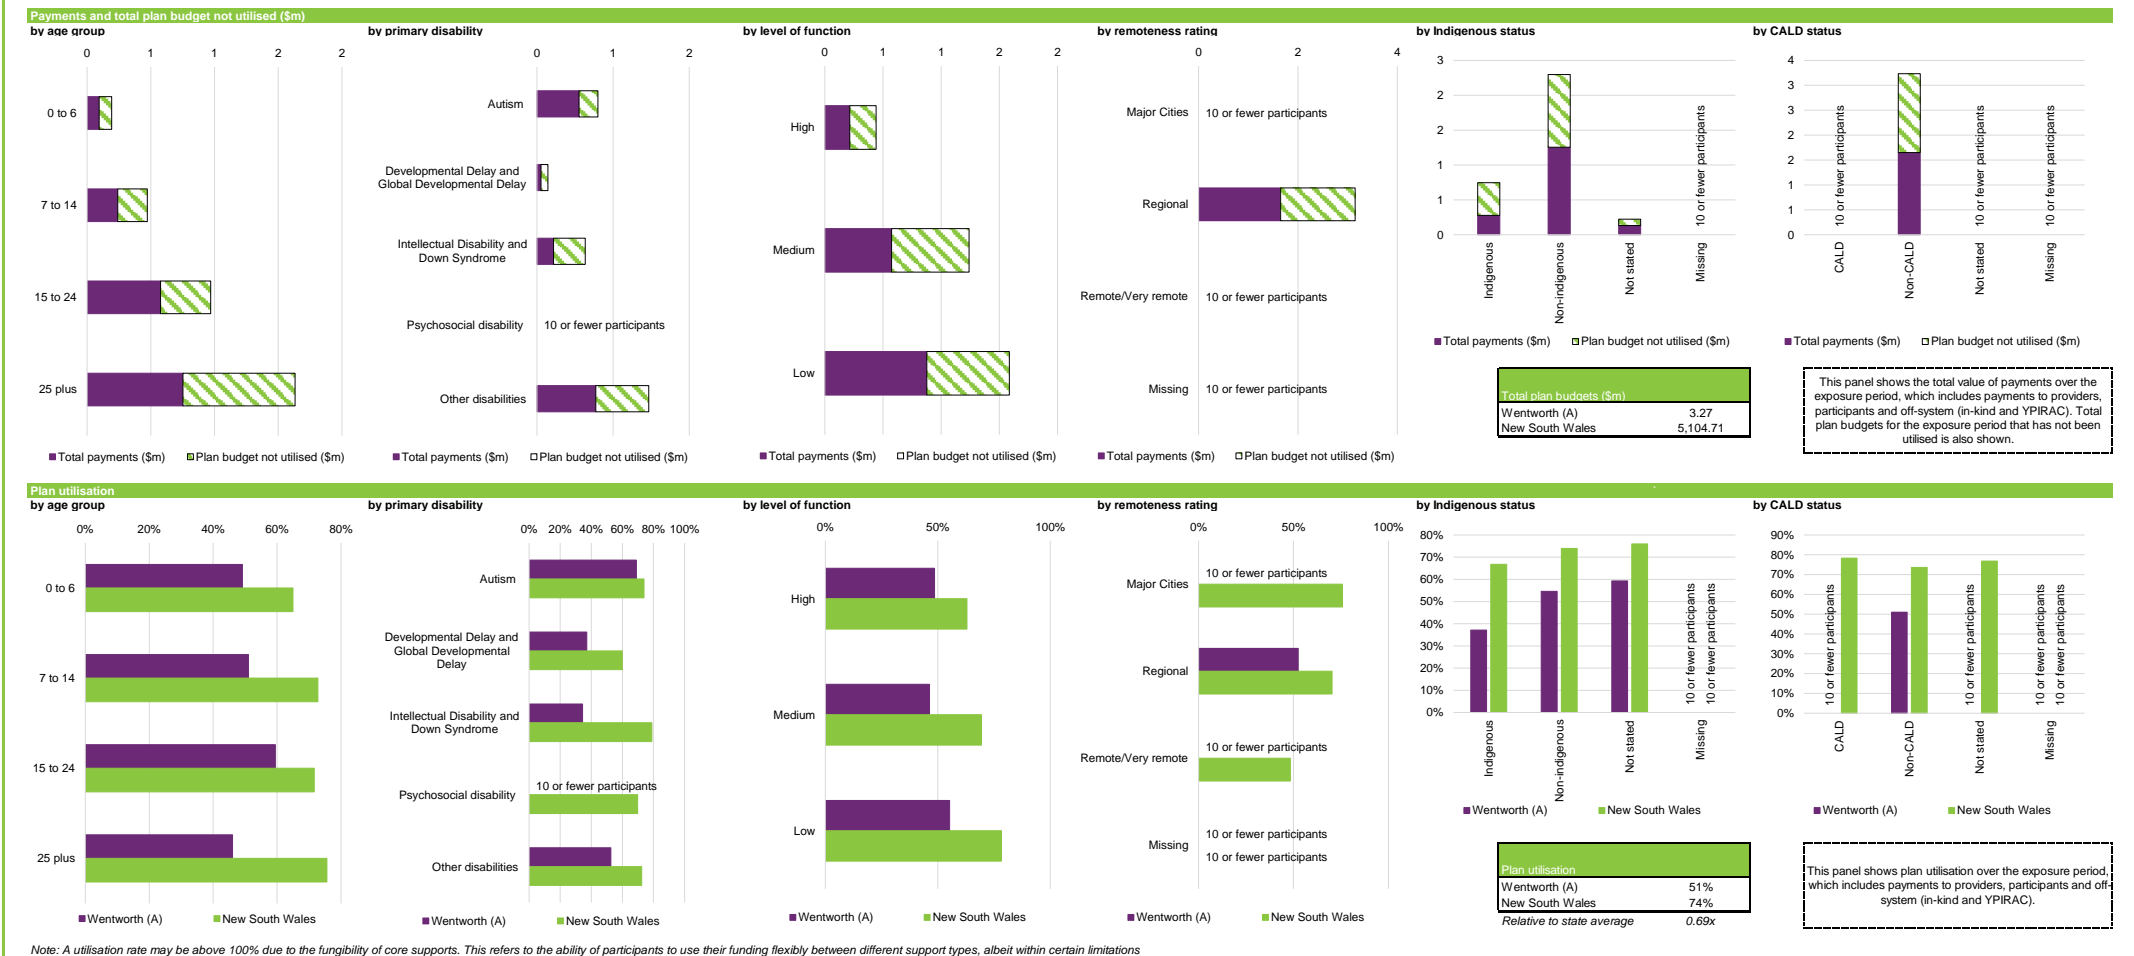 Payments and total plan budget not utilised ($m)
by age group
0 1 1 2 2
0 to 6
7 to 14
15 to 24
25 plus
Total payments ($m) Plan budget not utilised ($m)
by primary disability
0 1 1 2 2
Autism
Developmental Delay and
Global Developmental Delay
Intellectual Disability and
Down Syndrome
Psychosocial disability 10 or fewer participants
Other disabilities
Total payments ($m) Plan budget not utilised ($m)
by level of function
0 1 1 2 2
High
Medium
Low
Total payments ($m) Plan budget not utilised ($m)
by remoteness rating
0 2 4
Major Cities 10 or fewer participants
Regional
Remote/Very remote 10 or fewer participants
Missing 10 or fewer participants
Total payments ($m) Plan budget not utilised ($m)
by Indigenous status
3
2
2
1
1
0
10 or fewer participants
Indigenous
Non-indigenous
Not stated
Missing
Total payments ($m) Plan budget not utilised ($m)
Total plan budgets ($m)
Wentworth (A) 3.27
New South Wales 5,104.71
by CALD status
4
3
3
2
2
1
1
0
10 or fewer participants
10 or fewer participants
10 or fewer participants
CALD
Non-CALD
Not stated
Missing
Total payments ($m) Plan budget not utilised ($m)
This panel shows the total value of payments over the
exposure period, which includes payments to providers,
participants and off-system (in-kind and YPIRAC). Total
plan budgets for the exposure period that has not been
utilised is also shown.
Plan utilisation
by age group
0% 20% 40% 60% 80%
0 to 6
7 to 14
15 to 24
25 plus
Wentworth (A) New South Wales
by primary disability
0% 20% 40% 60% 80% 100%
Autism
Developmental Delay and
Global Developmental
Delay
Intellectual Disability and
Down Syndrome
10 or fewer participants
Psychosocial disability
Other disabilities
Wentworth (A) New South Wales
by level of function
0% 50% 100%
High
Medium
Low
Wentworth (A) New South Wales
by remoteness rating
0% 50% 100%
10 or fewer participants
Major Cities
Regional
10 or fewer participants
Remote/Very remote
10 or fewer participants
Missing
10 or fewer participants
Wentworth (A) New South Wales
by Indigenous status
80%
70%
60%
50%
40%
30%
20%
10%
0%
10 or fewer participants
10 or fewer participants
Indigenous
Non-indigenous
Not stated
Missing
Wentworth (A) New South Wales
Plan utilisation
Wentworth (A) 51%
New South Wales 74%
Relative to state average 0.69x
by CALD status
90%
80%
70%
60%
50%
40%
30%
20%
10%
0%
10 or fewer participants
10 or fewer participants
10 or fewer participants
10 or fewer participants
CALD
Non-CALD
Not stated
Missing
Wentworth (A) New South Wales
This panel shows plan utilisation over the exposure period,
which includes payments to providers, participants and off-
system (in-kind and YPIRAC).
Note: A utilisation rate may be above 100% due to the fungibility of core supports. This refers to the ability of participants to use their funding flexibly between different support types, albeit within certain limitations